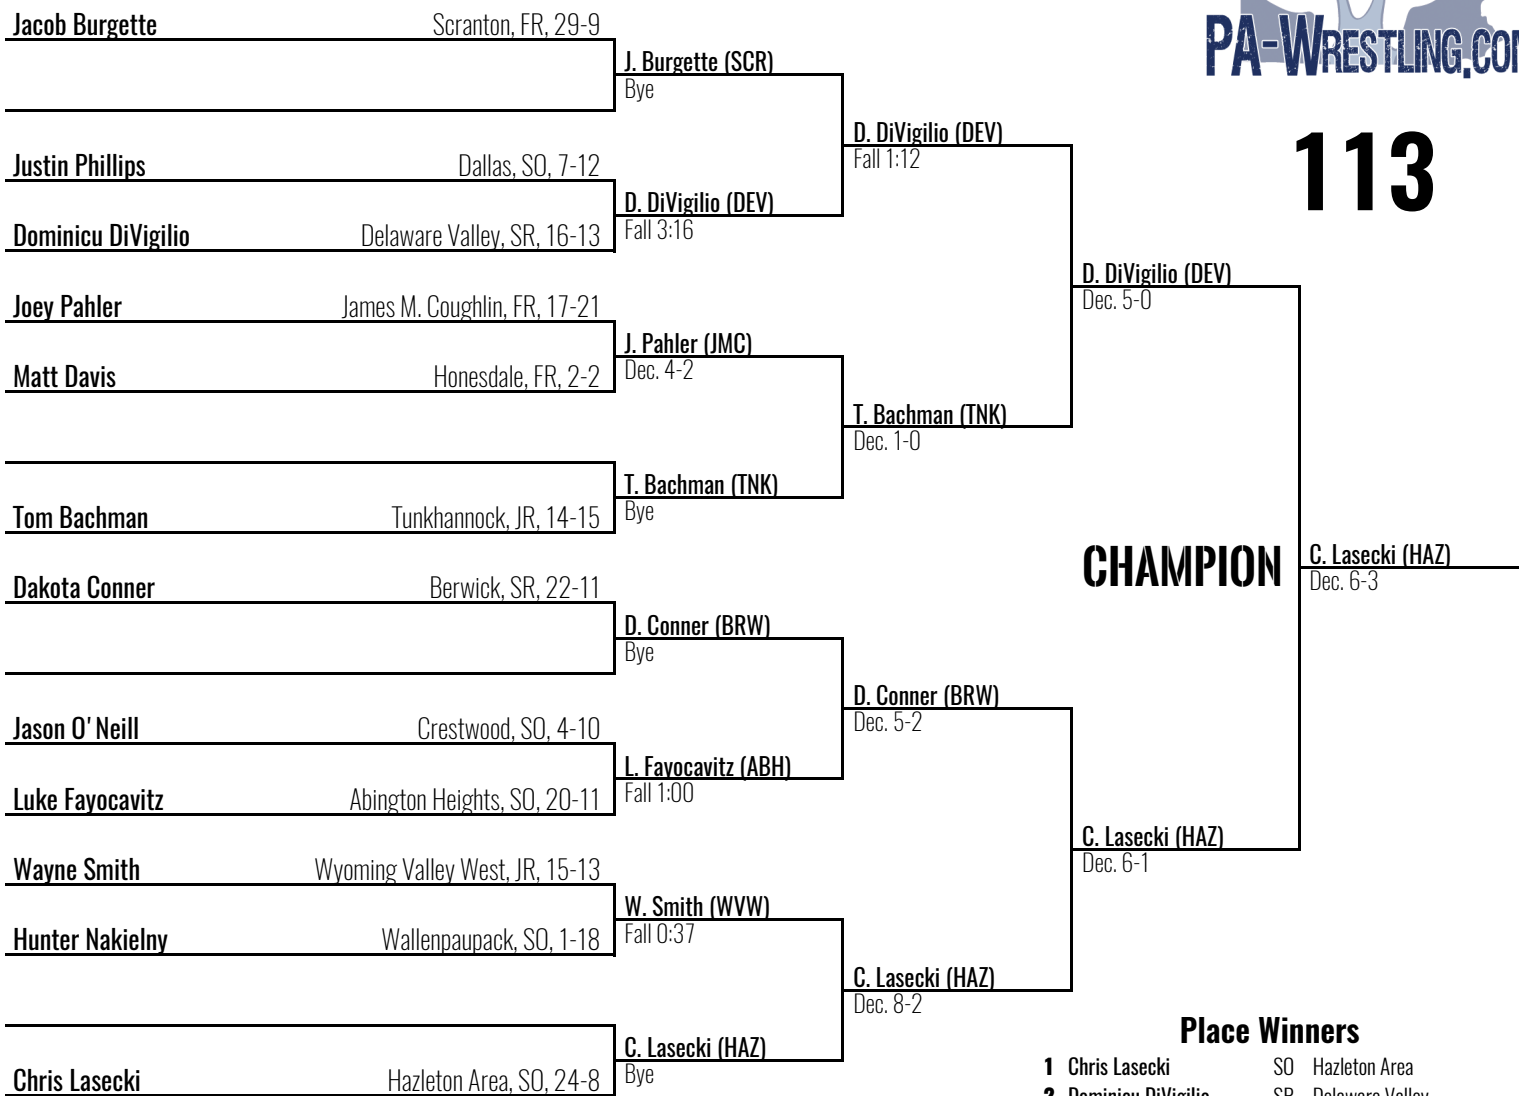 Jacob Burgette Scranton, FR, 29-9
J. Burgette (SCR)
Bye
PA-WRESTLING.COM
D. DiVigilio (DEV)
Fall 1:12
113
Justin Phillips Dallas, SO, 7-12
D. DiVigilio (DEV)
Fall 3:16
Dominicu DiVigilio Delaware Valley, SR, 16-13
D. DiVigilio (DEV)
Dec. 5-0
Joey Pahler James M. Coughlin, FR, 17-21
J. Pahler (JMC)
Dec. 4-2
Matt Davis Honesdale, FR, 2-2
T. Bachman (TNK)
Dec. 1-0
T. Bachman (TNK)
Bye
Tom Bachman Tunkhannock, JR, 14-15
CHAMPION
C. Lasecki (HAZ)
Dec. 6-3
Dakota Conner Berwick, SR, 22-11
D. Conner (BRW)
Bye
D. Conner (BRW)
Dec. 5-2
Jason O'Neill Crestwood, SO, 4-10
L. Fayocavitz (ABH)
Fall 1:00
Luke Fayocavitz Abington Heights, SO, 20-11
C. Lasecki (HAZ)
Dec. 6-1
Wayne Smith Wyoming Valley West, JR, 15-13
W. Smith (WVW)
Fall 0:37
Hunter Nakielny Wallenpaupack, SO, 1-18
C. Lasecki (HAZ)
Dec. 8-2
C. Lasecki (HAZ)
Bye
Chris Lasecki Hazleton Area, SO, 24-8
Place Winners
1 Chris Lasecki SO Hazleton Area
2 Dominicu DiVigilio SR Delaware Valley